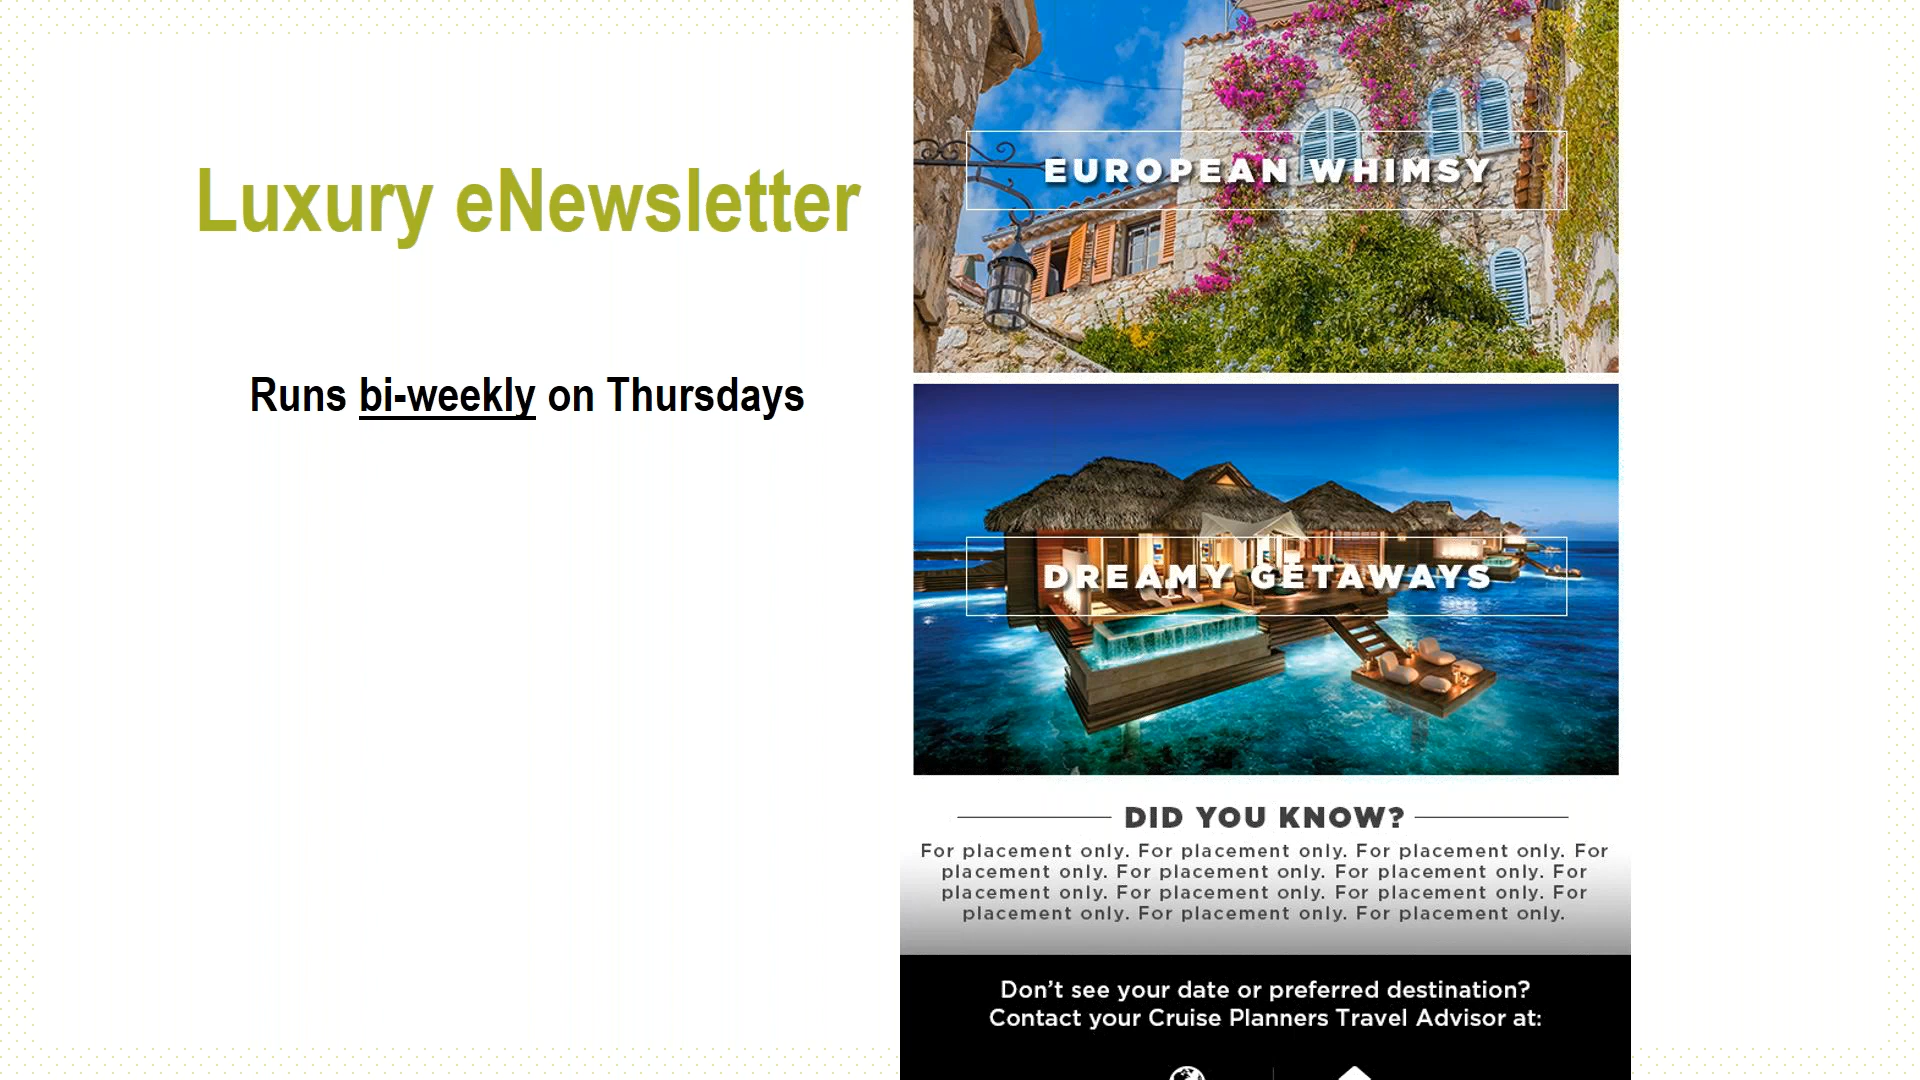 Luxury eNewsletter
Runs bi-weekly on Thursdays
EUROPEAN WHIMSY
DREAMY GETAWAYS
DID YOU KNOW?
For placement only. For placement only. For placement only. For
placement only. For placement only. For placement only. For
placement only. For placement only. For placement only. For
placement only. For placement only. For placement only.
Don't see your date or preferred destination?
Contact your Cruise Planners Travel Advisor at: